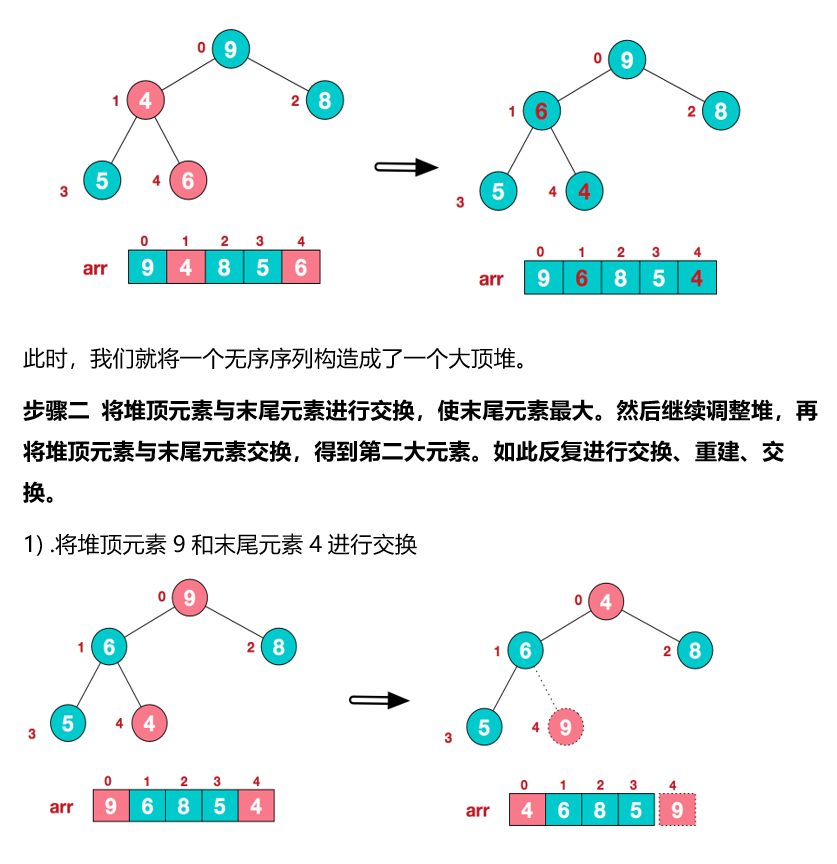 0 9
0 9
1 4 2 8
1 6 2 8
3 5 4 6
3 5 4 4
0 1 2 3 4
arr 9 4 8 5 6
0 1 2 3 4
arr 9 6 8 5 4
此时，我们就将一个无序序列构造成了一个大顶堆。
步骤二 将堆顶元素与末尾元素进行交换，使末尾元素最大。然后继续调整堆，再
将堆顶元素与末尾元素交换，得到第二大元素。如此反复进行交换、重建、交
换。
1) .将堆顶元素 9 和末尾元素 4 进行交换
0 9
0 4
1 6 2 8
1 6 2 8
3 5 4 4
3 5 4 9
0 1 2 3 4
arr 9 6 8 5 4
0 1 2 3 4
arr 4 6 8 5 9